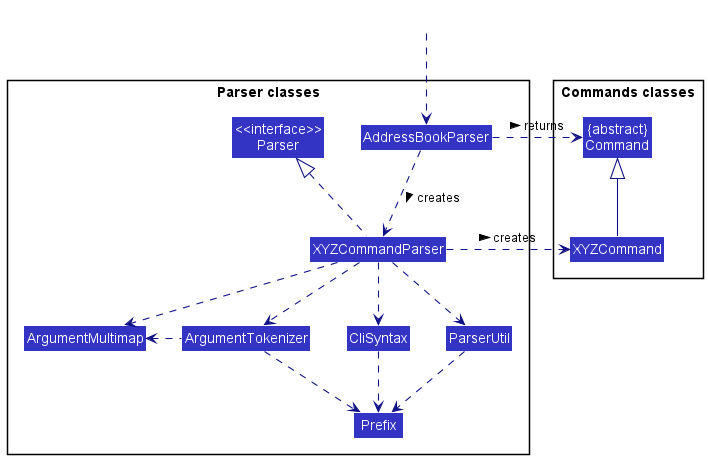 Parser classes
Commands classes
<<interface>>
Parser
AddressBookParser
returns
{abstract}
Command
creates
XYZCommandParser
creates
XYZCommand
ArgumentMultimap
ArgumentTokenizer
CliSyntax
ParserUtil
Prefix